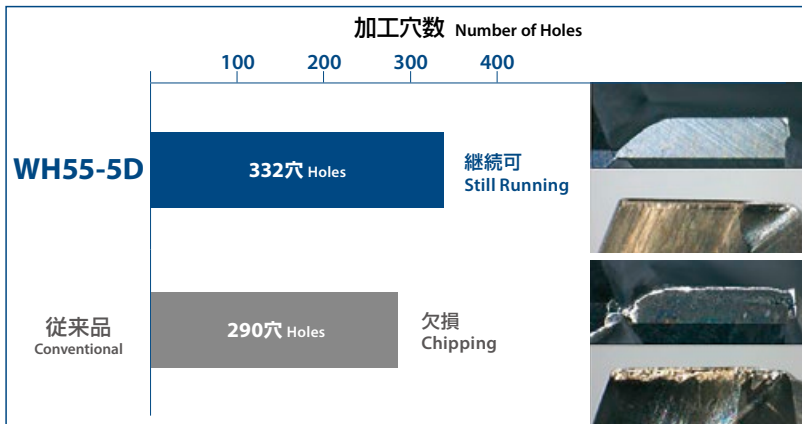 加工穴数 Number of Holes
100 200 300 400
WH55-5D
332穴 Holes
継続可
Still Running
従来品
Conventional
290穴 Holes
欠損
Chipping